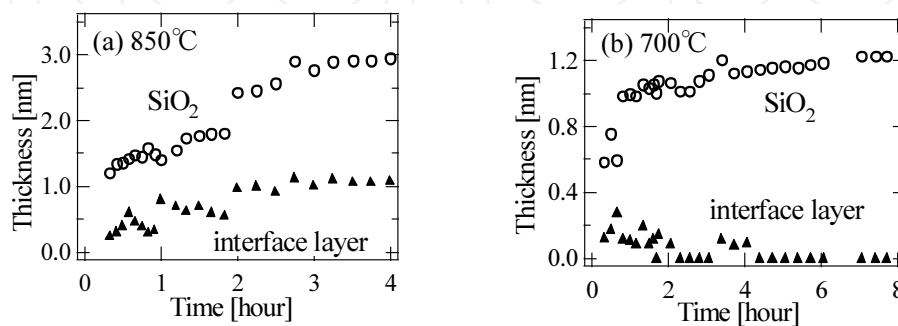 (a) 850℃
3.0
2.0
1.0
0.0
Thickness [nm]
SiO2
interface layer
0 1 2 3 4
Time [hour]
(b) 700℃
1.2
0.8
0.4
0.0
Thickness [nm]
SiO2
interface layer
0 2 4 6 8
Time [hour]